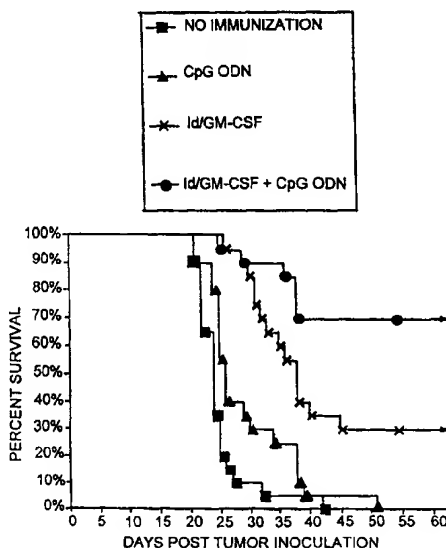 NO IMMUNIZATION
CpG ODN
Id/GM-CSF
Id/GM-CSF + CpG ODN
100%
90%
80%
70%
60%
50%
40%
30%
20%
10%
0%
PERCENT SURVIVAL
0 5 10 15 20 25 30 35 40 45 51 55 60
DAYS POST TUMOR INOCULATION